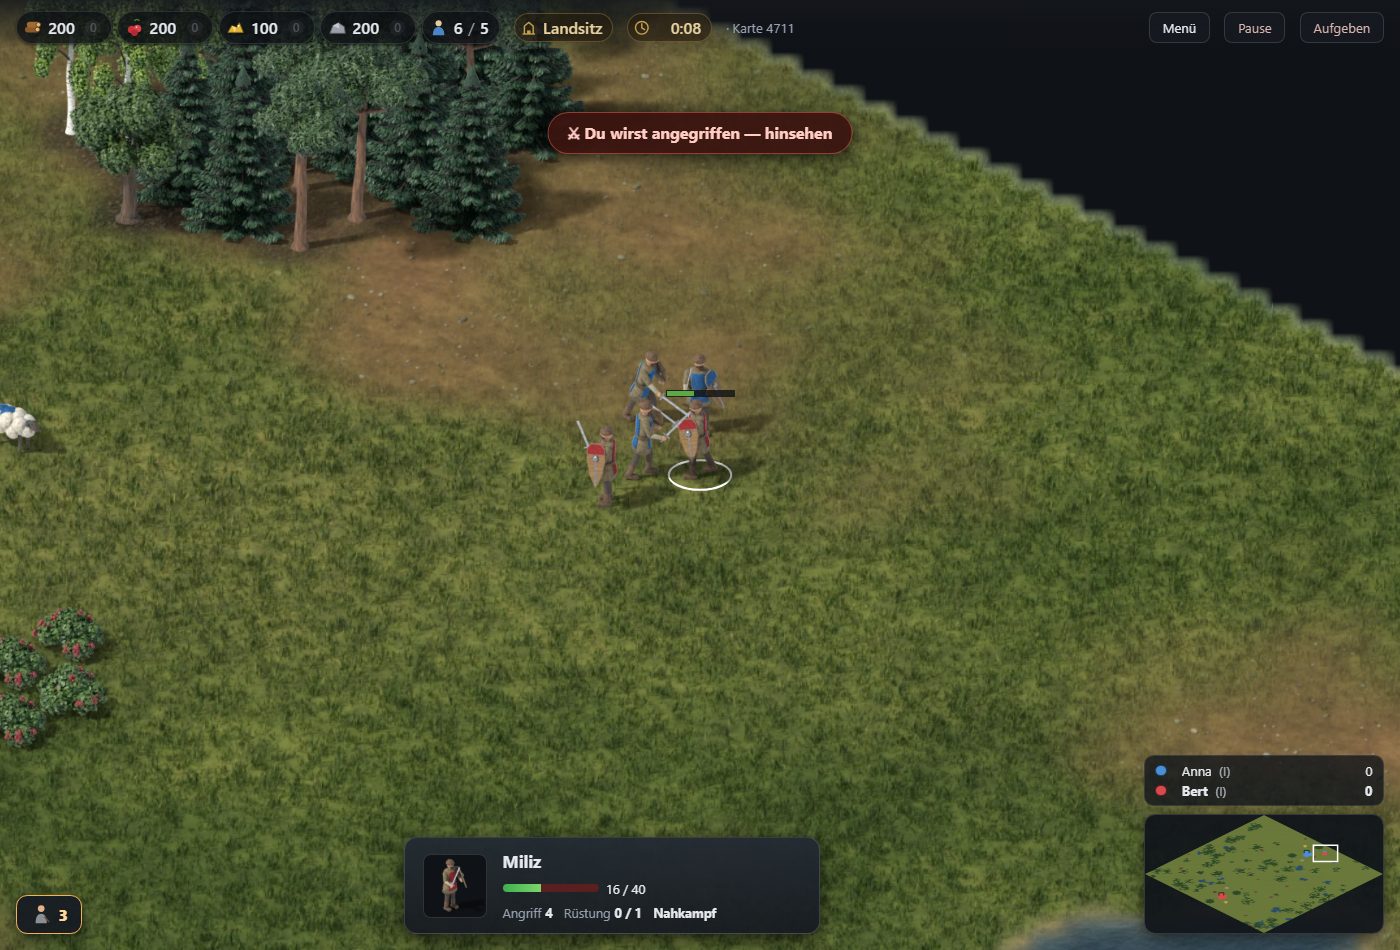 200 0 200 0 100 0 200 0 6 / 5 Landsitz 0:08 · Karte 4711 Menü Pause Aufgeben
⚔ Du wirst angegriffen — hinsehen
Anna (I) 0
Bert (I) 0
Miliz
16 / 40
Angriff 4 Rüstung 0 / 1 Nahkampf
3